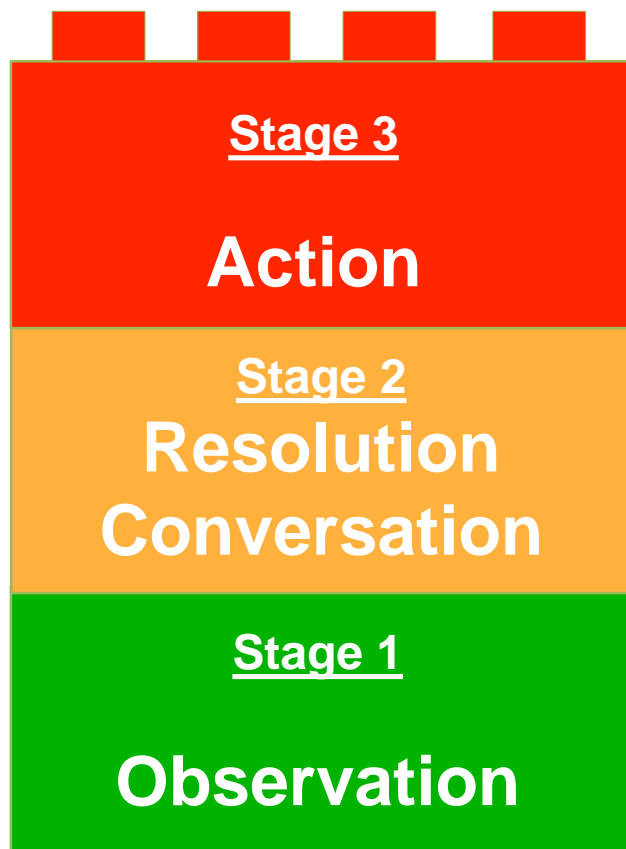 Stage 3
Action
Stage 2
Resolution
Conversation
Stage 1
Observation